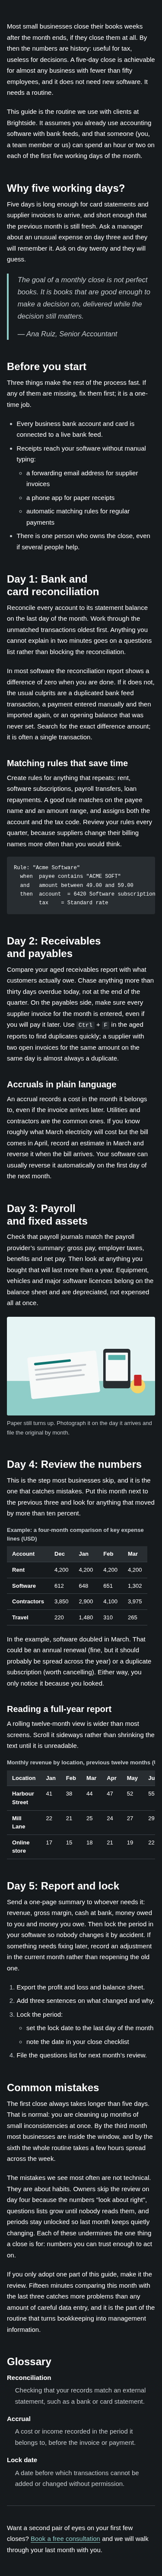 Most small businesses close their books weeks
after the month ends, if they close them at all. By
then the numbers are history: useful for tax,
useless for decisions. A five-day close is achievable
for almost any business with fewer than fifty
employees, and it does not need new software. It
needs a routine.
This guide is the routine we use with clients at
Brightside. It assumes you already use accounting
software with bank feeds, and that someone (you,
a team member or us) can spend an hour or two on
each of the first five working days of the month.
Why five working days?
Five days is long enough for card statements and
supplier invoices to arrive, and short enough that
the previous month is still fresh. Ask a manager
about an unusual expense on day three and they
will remember it. Ask on day twenty and they will
guess.
The goal of a monthly close is not perfect
books. It is books that are good enough to
make a decision on, delivered while the
decision still matters.
— Ana Ruiz, Senior Accountant
Before you start
Three things make the rest of the process fast. If
any of them are missing, fix them first; it is a one-
time job.
• Every business bank account and card is
connected to a live bank feed.
• Receipts reach your software without manual
typing:
◦ a forwarding email address for supplier
invoices
◦ a phone app for paper receipts
◦ automatic matching rules for regular
payments
• There is one person who owns the close, even
if several people help.
Day 1: Bank and
card reconciliation
Reconcile every account to its statement balance
on the last day of the month. Work through the
unmatched transactions oldest first. Anything you
cannot explain in two minutes goes on a questions
list rather than blocking the reconciliation.
In most software the reconciliation report shows a
difference of zero when you are done. If it does not,
the usual culprits are a duplicated bank feed
transaction, a payment entered manually and then
imported again, or an opening balance that was
never set. Search for the exact difference amount;
it is often a single transaction.
Matching rules that save time
Create rules for anything that repeats: rent,
software subscriptions, payroll transfers, loan
repayments. A good rule matches on the payee
name and an amount range, and assigns both the
account and the tax code. Review your rules every
quarter, because suppliers change their billing
names more often than you would think.
Rule: "Acme Software"
when payee contains "ACME SOFT"
and amount between 40.00 and 59.00
then account = 6420 Software subscription
tax = Standard rate
Day 2: Receivables
and payables
Compare your aged receivables report with what
customers actually owe. Chase anything more than
thirty days overdue today, not at the end of the
quarter. On the payables side, make sure every
supplier invoice for the month is entered, even if
you will pay it later. Use Ctrl + F in the aged
reports to find duplicates quickly; a supplier with
two open invoices for the same amount on the
same day is almost always a duplicate.
Accruals in plain language
An accrual records a cost in the month it belongs
to, even if the invoice arrives later. Utilities and
contractors are the common ones. If you know
roughly what March electricity will cost but the bill
comes in April, record an estimate in March and
reverse it when the bill arrives. Your software can
usually reverse it automatically on the first day of
the next month.
Day 3: Payroll
and fixed assets
Check that payroll journals match the payroll
provider's summary: gross pay, employer taxes,
benefits and net pay. Then look at anything you
bought that will last more than a year. Equipment,
vehicles and major software licences belong on the
balance sheet and are depreciated, not expensed
all at once.
Paper still turns up. Photograph it on the day it arrives and
file the original by month.
Day 4: Review the numbers
This is the step most businesses skip, and it is the
one that catches mistakes. Put this month next to
the previous three and look for anything that moved
by more than ten percent.
Example: a four-month comparison of key expense
lines (USD)
Account Dec Jan Feb Mar
Rent 4,200 4,200 4,200 4,200
Software 612 648 651 1,302
Contractors 3,850 2,900 4,100 3,975
Travel 220 1,480 310 265
In the example, software doubled in March. That
could be an annual renewal (fine, but it should
probably be spread across the year) or a duplicate
subscription (worth cancelling). Either way, you
only notice it because you looked.
Reading a full-year report
A rolling twelve-month view is wider than most
screens. Scroll it sideways rather than shrinking the
text until it is unreadable.
Monthly revenue by location, previous twelve months (
Location Jan Feb Mar Apr May Ju
Harbour
Street 41 38 44 47 52 55
Mill
Lane 22 21 25 24 27 29
Online
store 17 15 18 21 19 22
Day 5: Report and lock
Send a one-page summary to whoever needs it:
revenue, gross margin, cash at bank, money owed
to you and money you owe. Then lock the period in
your software so nobody changes it by accident. If
something needs fixing later, record an adjustment
in the current month rather than reopening the old
one.
1. Export the profit and loss and balance sheet.
2. Add three sentences on what changed and why.
3. Lock the period:
◦ set the lock date to the last day of the month
◦ note the date in your close checklist
4. File the questions list for next month's review.
Common mistakes
The first close always takes longer than five days.
That is normal: you are cleaning up months of
small inconsistencies at once. By the third month
most businesses are inside the window, and by the
sixth the whole routine takes a few hours spread
across the week.
The mistakes we see most often are not technical.
They are about habits. Owners skip the review on
day four because the numbers "look about right",
questions lists grow until nobody reads them, and
periods stay unlocked so last month keeps quietly
changing. Each of these undermines the one thing
a close is for: numbers you can trust enough to act
on.
If you only adopt one part of this guide, make it the
review. Fifteen minutes comparing this month with
the last three catches more problems than any
amount of careful data entry, and it is the part of the
routine that turns bookkeeping into management
information.
Glossary
Reconciliation
Checking that your records match an external
statement, such as a bank or card statement.
Accrual
A cost or income recorded in the period it
belongs to, before the invoice or payment.
Lock date
A date before which transactions cannot be
added or changed without permission.
Want a second pair of eyes on your first few
closes? Book a free consultation and we will walk
through your last month with you.